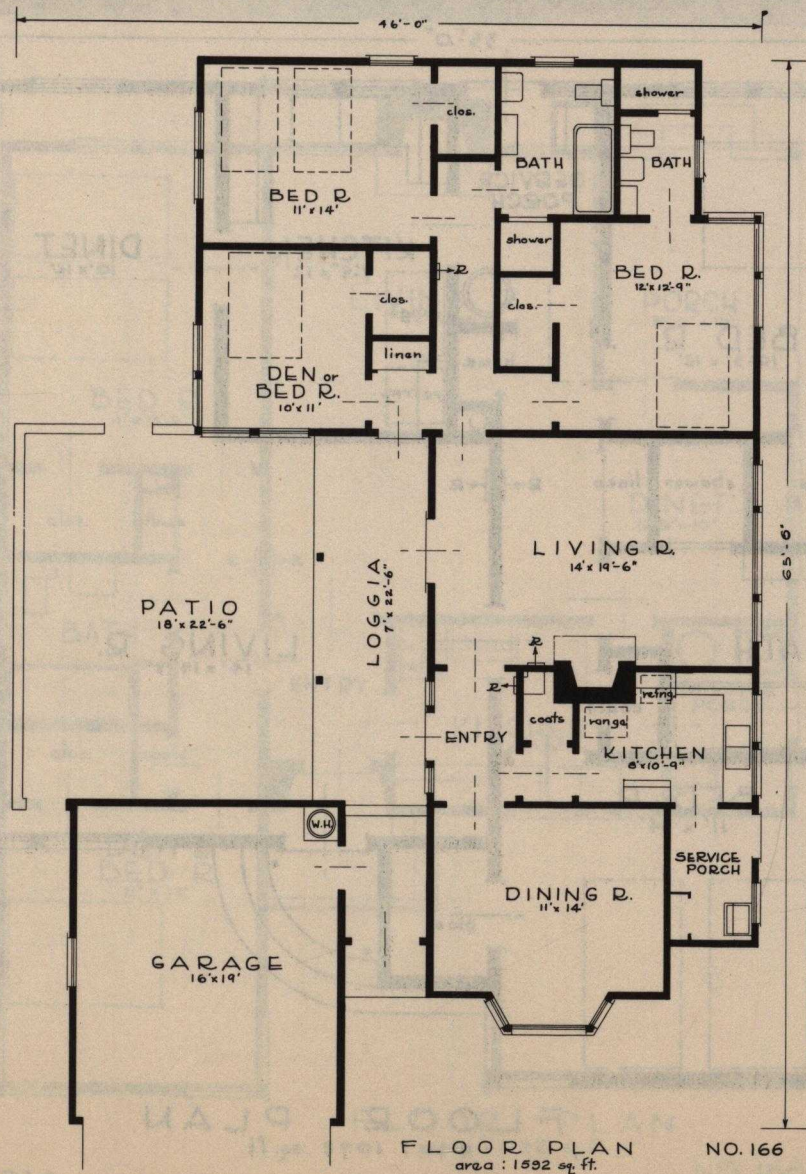 46'-0"
clos.
shower
BATH
BATH
BED R.
11' x 14'
shower
BED R.
12' x 12'-9"
R
clos.
clos.
linen
DEN or
BED R.
10' x 11'
LIVING R.
14' x 19'-6"
65'-6"
LOGGIA
7' x 22'-6"
PATIO
18' x 22'-6"
R
R
refrig.
coats
range
ENTRY
KITCHEN
8' x 10'-9"
W.H.
SERVICE
PORCH
DINING R.
11' x 14'
GARAGE
16' x 19'
FLOOR PLAN
NO. 166
area : 1592 sq. ft.